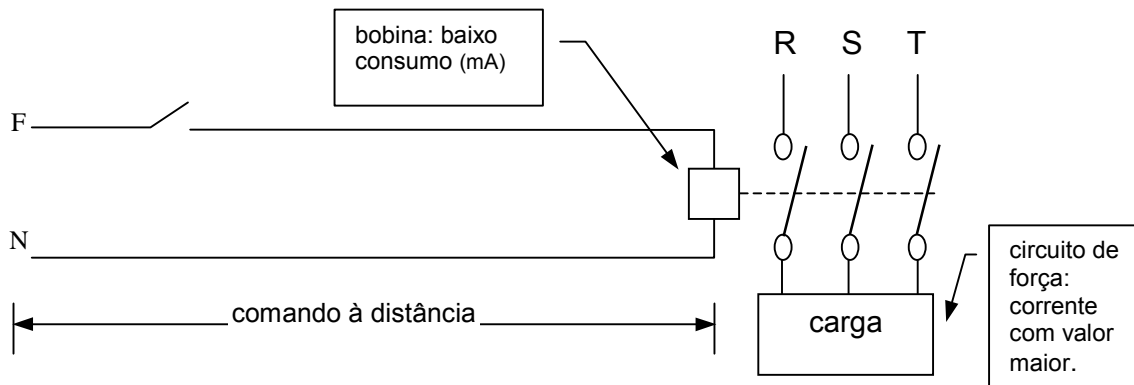 bobina: baixo
consumo (mA)
R S T
F
N
comando à distância
carga
circuito de
força:
corrente
com valor
maior.